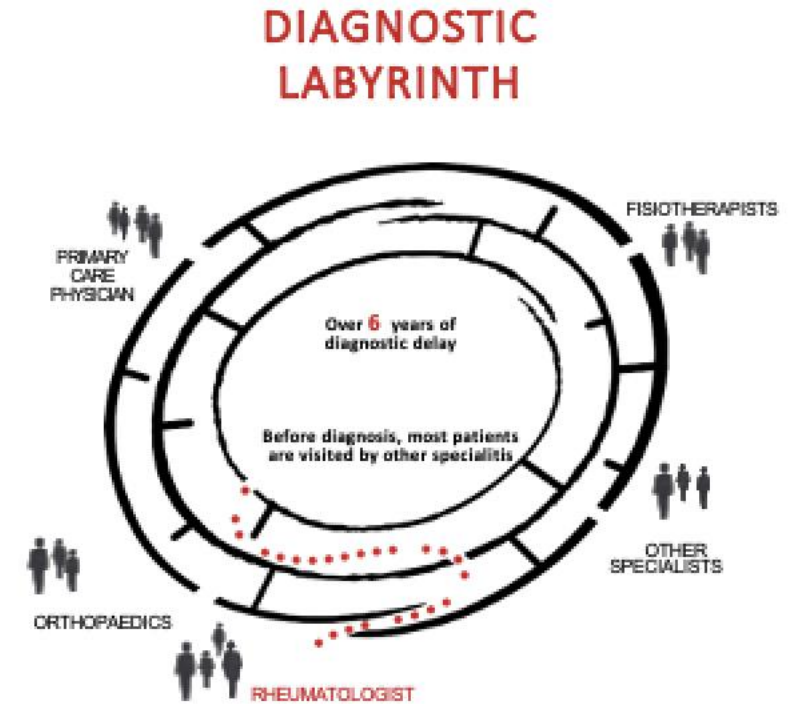 DIAGNOSTIC
LABYRINTH
FISIOTHERAPISTS
PRIMARY
CARE
PHYSICIAN
Over 6 years of
diagnostic delay
Before diagnosis, most patients
are visited by other specialitis
OTHER
SPECIALISTS
ORTHOPAEDICS
RHEUMATOLOGIST